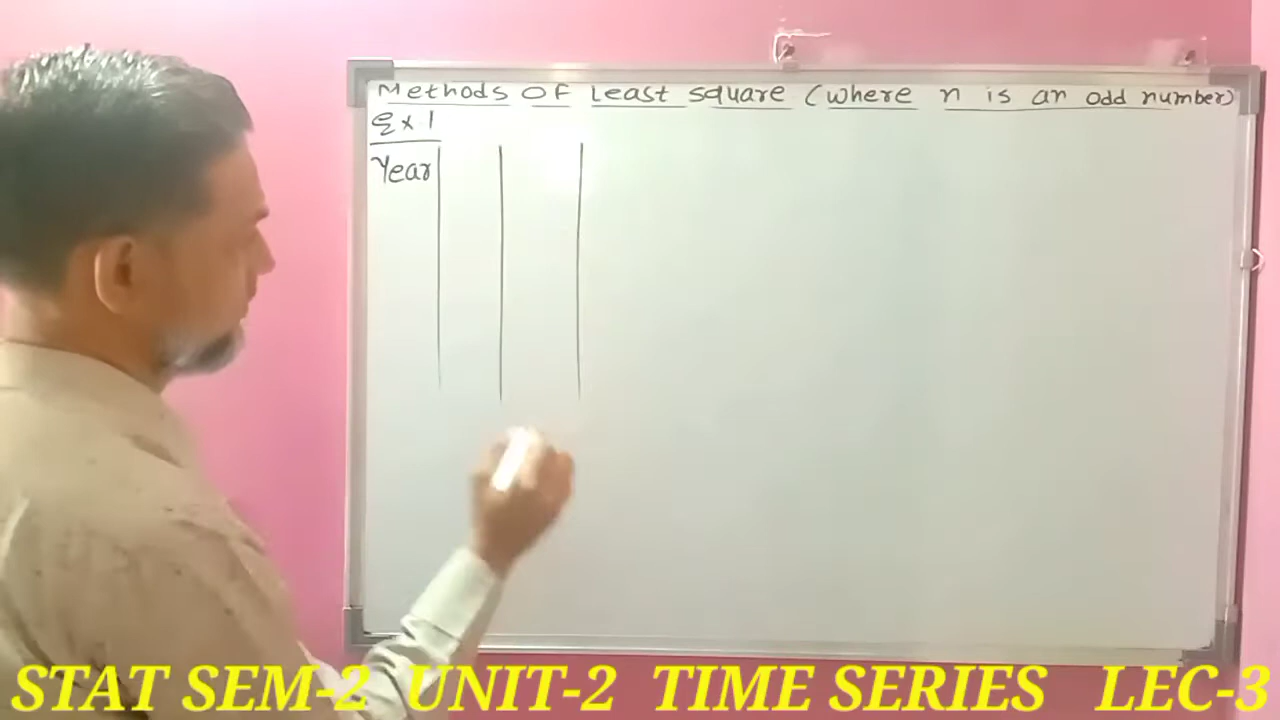 Methods OF Least square (where n is an odd number)
Ex 1
Year
STAT SEM-2 UNIT-2 TIME SERIES LEC-3